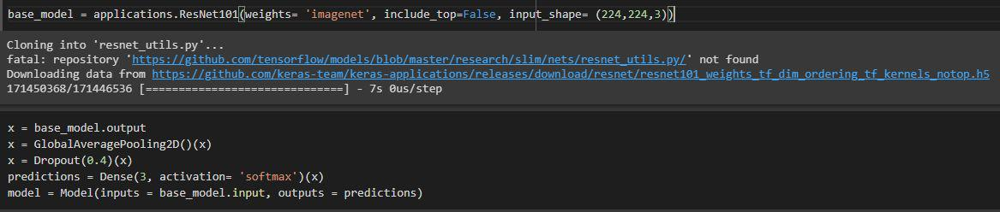 base_model = applications.ResNet101(weights= 'imagenet', include_top=False, input_shape= (224,224,3))
Cloning into 'resnet_utils.py'...
fatal: repository 'https://github.com/tensorflow/models/blob/master/research/slim/nets/resnet_utils.py/' not found
Downloading data from https://github.com/keras-team/keras-applications/releases/download/resnet/resnet101_weights_tf_dim_ordering_tf_kernels_notop.h5
171450368/171446536 [==============================] - 7s 0us/step
x = base_model.output
x = GlobalAveragePooling2D()(x)
x = Dropout(0.4)(x)
predictions = Dense(3, activation= 'softmax')(x)
model = Model(inputs = base_model.input, outputs = predictions)